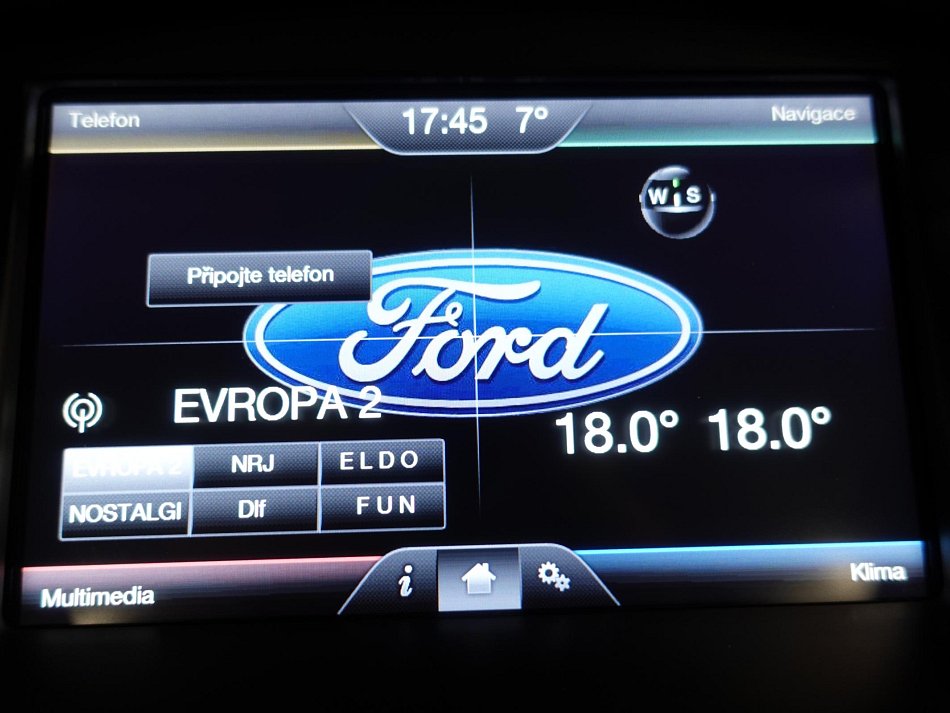 Telefon
17:45 7°
Navigace
W S
Připojte telefon
Ford
EVROPA 2
18.0° 18.0°
EVROPA 2 NRJ ELDO
NOSTALGI Dlf FUN
Multimedia
i
Klima